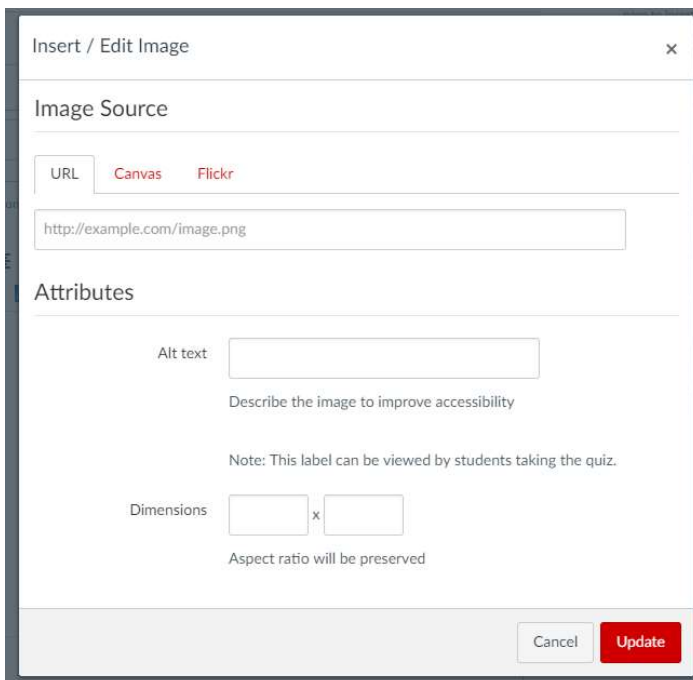 Insert / Edit Image ×
Image Source
URL Canvas Flickr
http://example.com/image.png
Attributes
Alt text
Describe the image to improve accessibility
Note: This label can be viewed by students taking the quiz.
Dimensions x
Aspect ratio will be preserved
Cancel Update